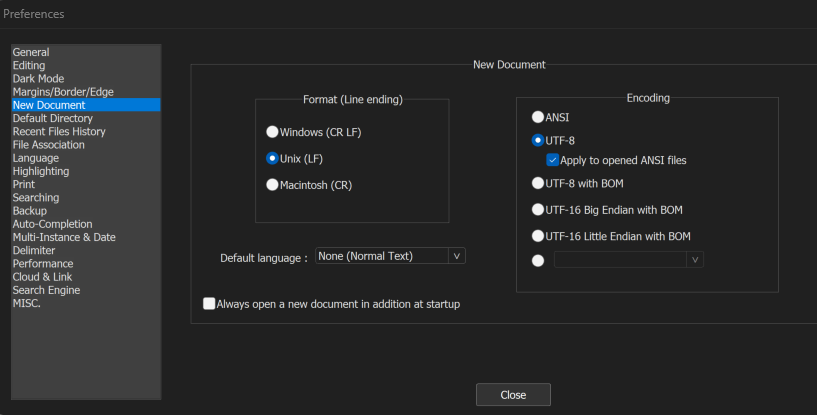 Preferences
General
Editing
Dark Mode
Margins/Border/Edge
New Document
Default Directory
Recent Files History
File Association
Language
Highlighting
Print
Searching
Backup
Auto-Completion
Multi-Instance & Date
Delimiter
Performance
Cloud & Link
Search Engine
MISC.
New Document
Format (Line ending)
Windows (CR LF)
Unix (LF)
Macintosh (CR)
Default language :
None (Normal Text)
Always open a new document in addition at startup
Encoding
ANSI
UTF-8
Apply to opened ANSI files
UTF-8 with BOM
UTF-16 Big Endian with BOM
UTF-16 Little Endian with BOM
Close